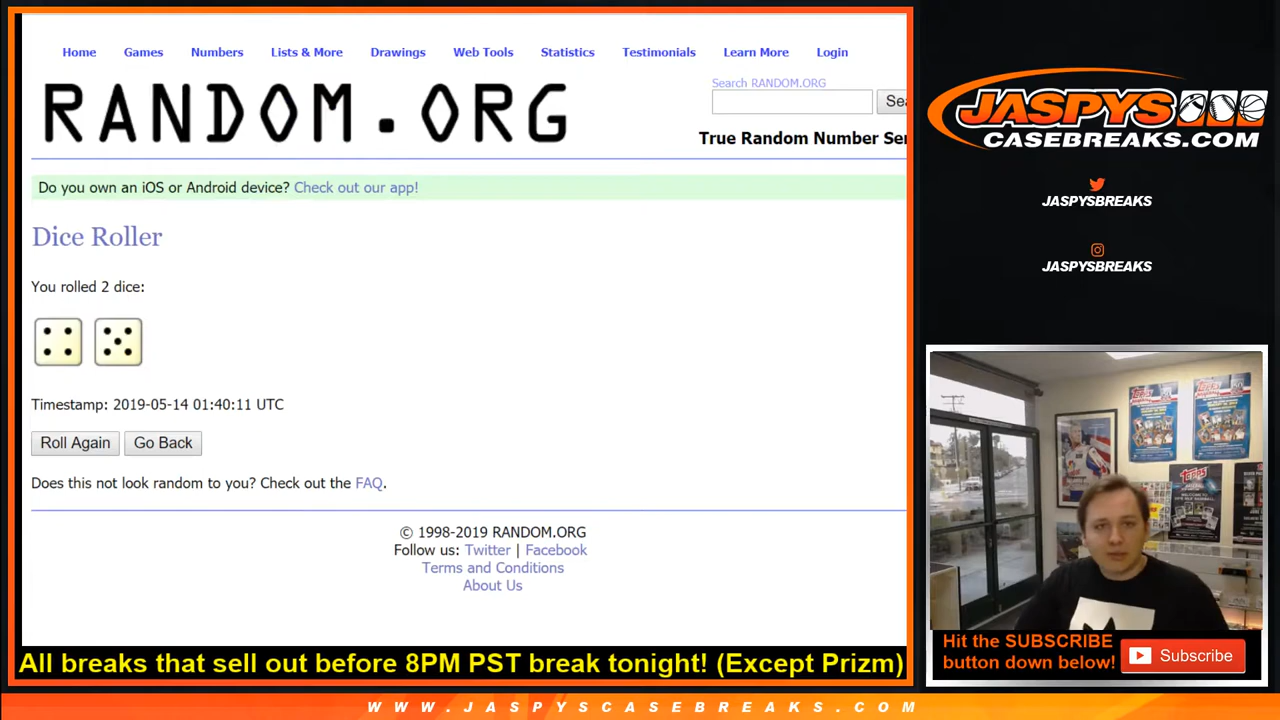 Home Games Numbers Lists & More Drawings Web Tools Statistics Testimonials Learn More Login
RANDOM.ORG
Search RANDOM.ORG
Sea
True Random Number Ser
Do you own an iOS or Android device? Check out our app!
Dice Roller
You rolled 2 dice:
Timestamp: 2019-05-14 01:40:11 UTC
Roll Again Go Back
Does this not look random to you? Check out the FAQ.
© 1998-2019 RANDOM.ORG
Follow us: Twitter | Facebook
Terms and Conditions
About Us
All breaks that sell out before 8PM PST break tonight! (Except Prizm)
WWW.JASPYSCASEBREAKS.COM
JASPYS
CASEBREAKS.COM
JASPYSBREAKS
JASPYSBREAKS
Topps
Topps
Topps
Hit the SUBSCRIBE
button down below!
Subscribe